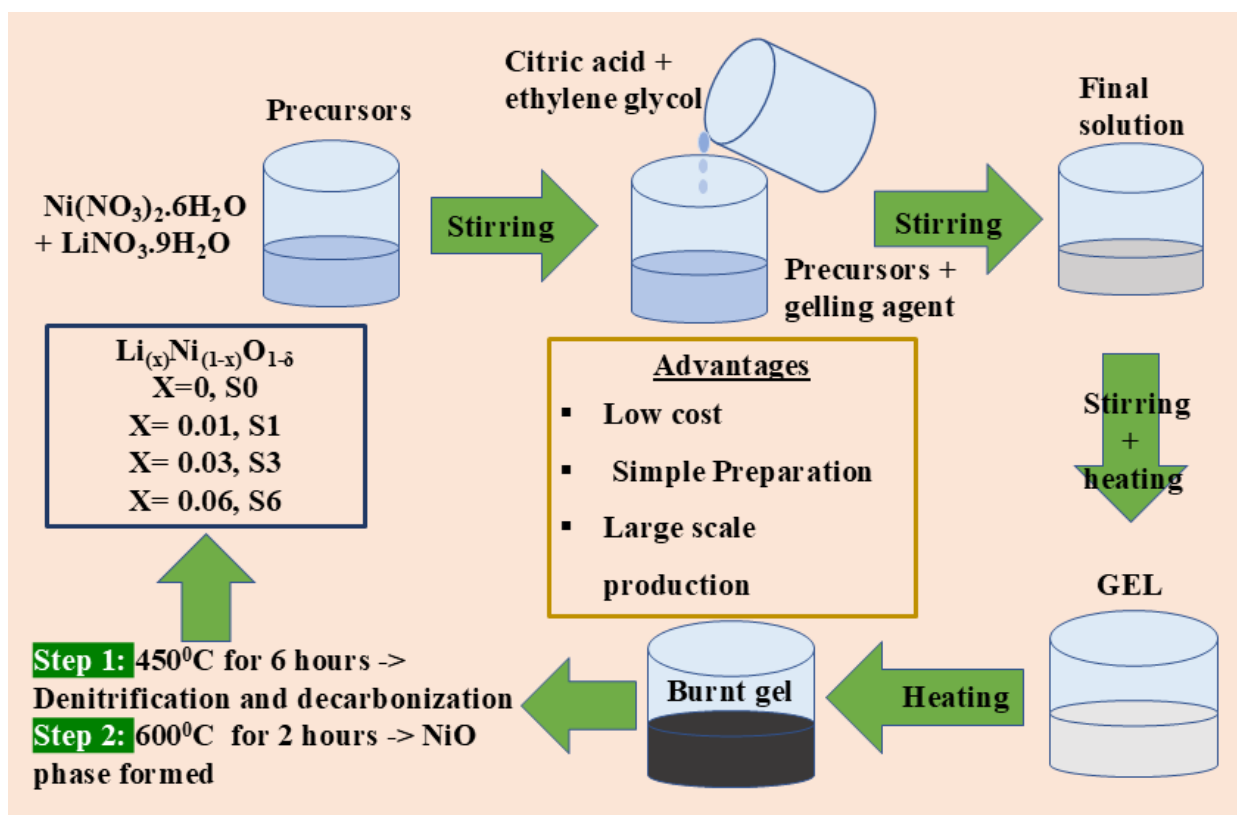 Precursors
Ni(NO₃)₂.6H₂O
+ LiNO₃.9H₂O
Stirring
Citric acid +
ethylene glycol
Precursors +
gelling agent
Stirring
Final
solution
Stirring
+
heating
GEL
Heating
Burnt gel
Step 1: 450⁰C for 6 hours ->
Denitrification and decarbonization
Step 2: 600⁰C for 2 hours -> NiO
phase formed
Li₍ₓ₎Ni₍₁₋ₓ₎O₁₋δ
X=0, S0
X= 0.01, S1
X= 0.03, S3
X= 0.06, S6
Advantages
▪ Low cost
▪ Simple Preparation
▪ Large scale
production